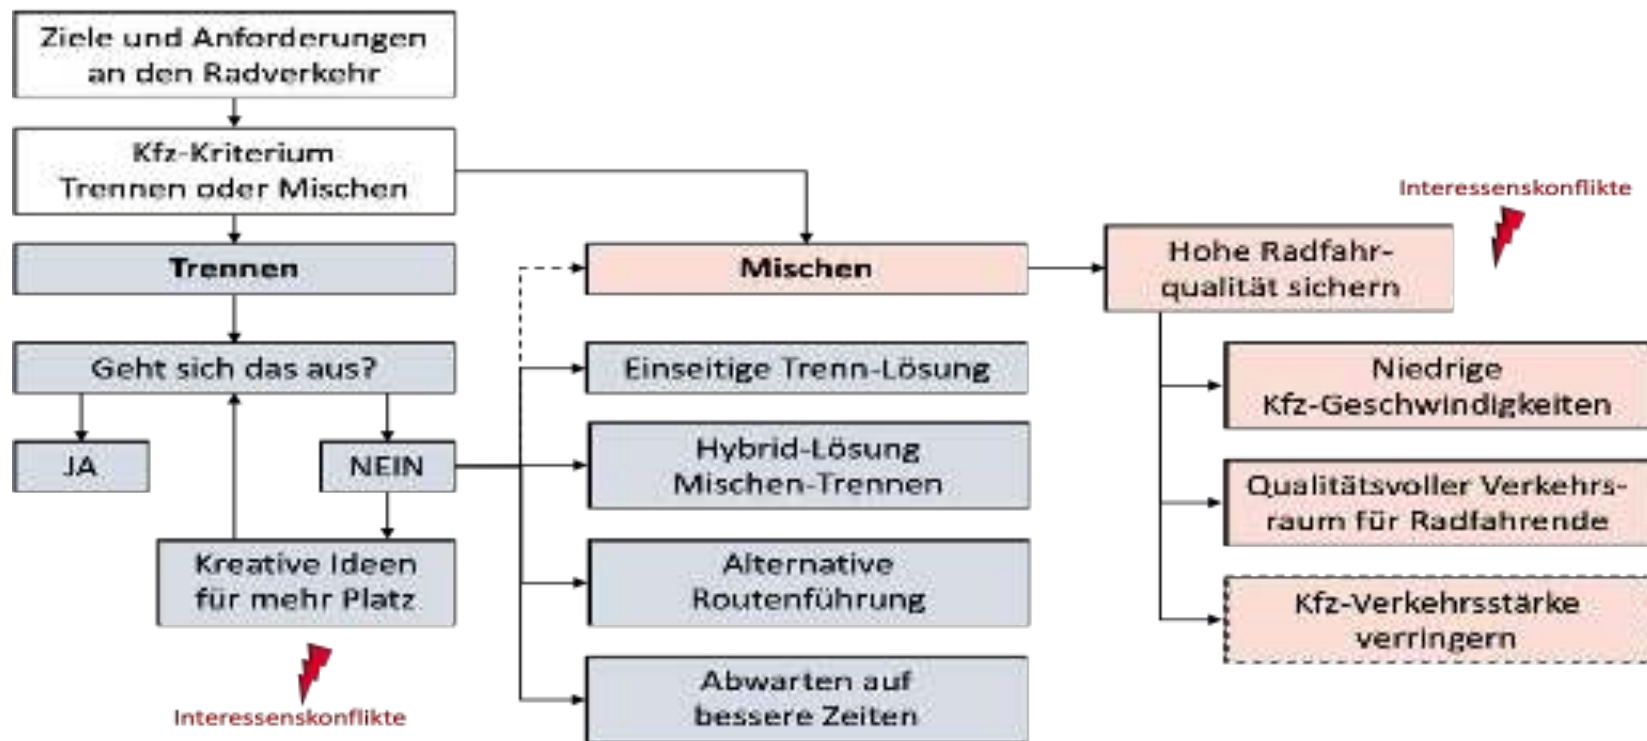 Ziele und Anforderungen
an den Radverkehr
Kfz-Kriterium
Trennen oder Mischen
Trennen
Geht sich das aus?
JA
NEIN
Kreative Ideen
für mehr Platz
Interessenskonflikte
Mischen
Einseitige Trenn-Lösung
Hybrid-Lösung
Mischen-Trennen
Alternative
Routenführung
Abwarten auf
bessere Zeiten
Interessenskonflikte
Hohe Radfahr-
qualität sichern
Niedrige
Kfz-Geschwindigkeiten
Qualitätsvoller Verkehrs-
raum für Radfahrende
Kfz-Verkehrsstärke
verringern